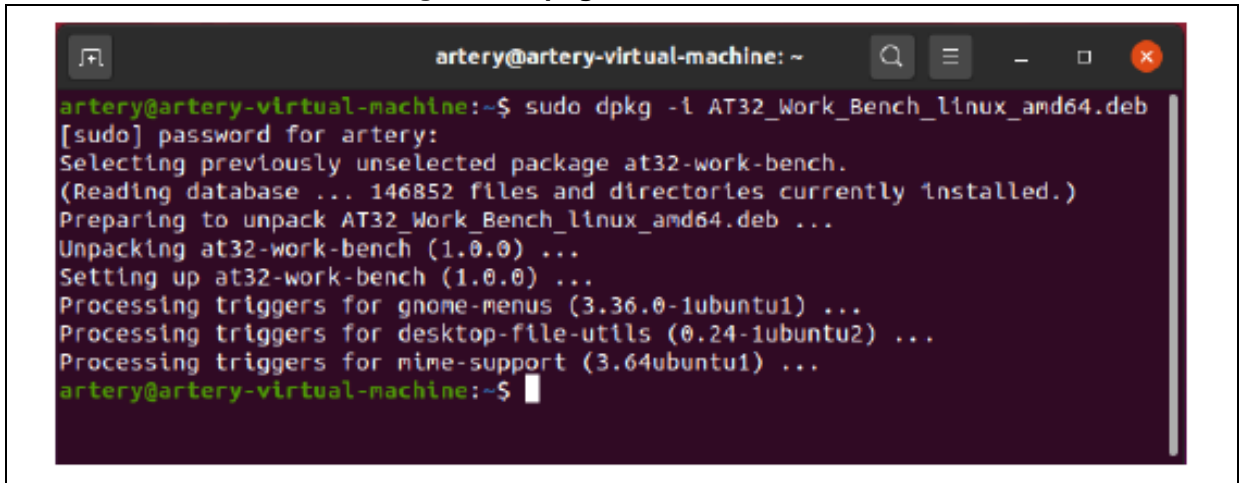 artery@artery-virtual-machine: ~
artery@artery-virtual-machine:~$ sudo dpkg -i AT32_Work_Bench_linux_amd64.deb
[sudo] password for artery:
Selecting previously unselected package at32-work-bench.
(Reading database ... 146852 files and directories currently installed.)
Preparing to unpack AT32_Work_Bench_linux_amd64.deb ...
Unpacking at32-work-bench (1.0.0) ...
Setting up at32-work-bench (1.0.0) ...
Processing triggers for gnome-menus (3.36.0-1ubuntu1) ...
Processing triggers for desktop-file-utils (0.24-1ubuntu2) ...
Processing triggers for mime-support (3.64ubuntu1) ...
artery@artery-virtual-machine:~$